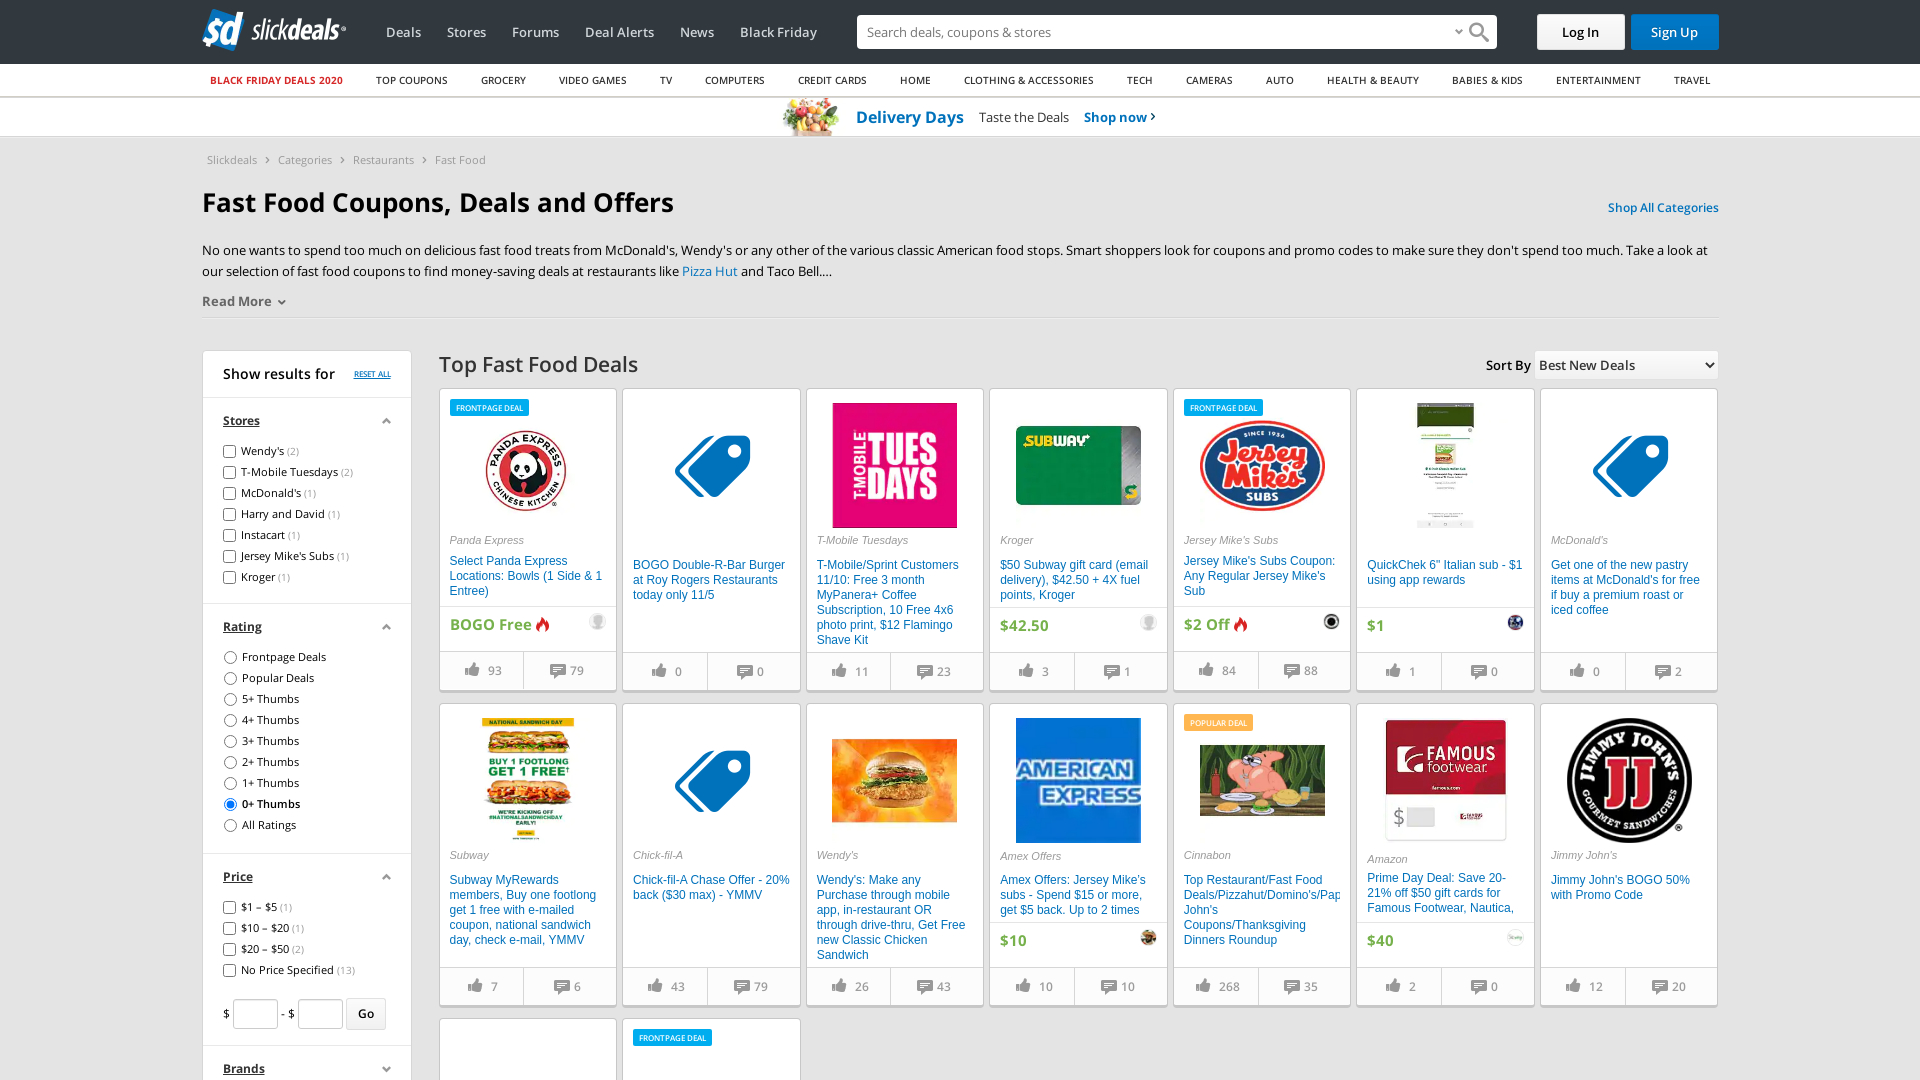 slickdeals
Deals Stores Forums Deal Alerts News Black Friday
Search deals, coupons & stores
Log In Sign Up
BLACK FRIDAY DEALS 2020 TOP COUPONS GROCERY VIDEO GAMES TV COMPUTERS CREDIT CARDS HOME CLOTHING & ACCESSORIES TECH CAMERAS AUTO HEALTH & BEAUTY BABIES & KIDS ENTERTAINMENT TRAVEL
Delivery Days Taste the Deals Shop now
Slickdeals > Categories > Restaurants > Fast Food
Fast Food Coupons, Deals and Offers
Shop All Categories
No one wants to spend too much on delicious fast food treats from McDonald's, Wendy's or any other of the various classic American food stops. Smart shoppers look for coupons and promo codes to make sure they don't spend too much. Take a look at
our selection of fast food coupons to find money-saving deals at restaurants like Pizza Hut and Taco Bell....
Read More
Show results for RESET ALL
Stores
Wendy's (2)
T-Mobile Tuesdays (2)
McDonald's (1)
Harry and David (1)
Instacart (1)
Jersey Mike's Subs (1)
Kroger (1)
Rating
Frontpage Deals
Popular Deals
5+ Thumbs
4+ Thumbs
3+ Thumbs
2+ Thumbs
1+ Thumbs
0+ Thumbs
All Ratings
Price
$1 – $5 (1)
$10 – $20 (1)
$20 – $50 (2)
No Price Specified (13)
$ - $ Go
Brands
Top Fast Food Deals
Sort By Best New Deals
FRONTPAGE DEAL
PANDA EXPRESS
CHINESE KITCHEN
Panda Express
Select Panda Express
Locations: Bowls (1 Side & 1
Entree)
BOGO Free
93 79
BOGO Double-R-Bar Burger
at Roy Rogers Restaurants
today only 11/5
0 0
T-MOBILE
TUES
DAYS
T-Mobile Tuesdays
T-Mobile/Sprint Customers
11/10: Free 3 month
MyPanera+ Coffee
Subscription, 10 Free 4x6
photo print, $12 Flamingo
Shave Kit
11 23
SUBWAY
Kroger
$50 Subway gift card (email
delivery), $42.50 + 4X fuel
points, Kroger
$42.50
3 1
FRONTPAGE DEAL
SINCE 1956
Jersey
Mike's
SUBS
Jersey Mike's Subs
Jersey Mike's Subs Coupon:
Any Regular Jersey Mike's
Sub
$2 Off
84 88
QuickChek 6" Italian sub - $1
using app rewards
$1
1 0
McDonald's
Get one of the new pastry
items at McDonald's for free
if buy a premium roast or
iced coffee
0 2
NATIONAL SANDWICH DAY
BUY 1 FOOTLONG
GET 1 FREE†
WE'RE KICKING OFF
#NATIONALSANDWICHDAY
EARLY!
Subway
Subway MyRewards
members, Buy one footlong
get 1 free with e-mailed
coupon, national sandwich
day, check e-mail, YMMV
7 6
Chick-fil-A
Chick-fil-A Chase Offer - 20%
back ($30 max) - YMMV
43 79
Wendy's
Wendy's: Make any
Purchase through mobile
app, in-restaurant OR
through drive-thru, Get Free
new Classic Chicken
Sandwich
26 43
AMERICAN
EXPRESS
Amex Offers
Amex Offers: Jersey Mike's
subs - Spend $15 or more,
get $5 back. Up to 2 times
$10
10 10
POPULAR DEAL
Cinnabon
Top Restaurant/Fast Food
Deals/Pizzahut/Domino's/Pap
John's
Coupons/Thanksgiving
Dinners Roundup
268 35
FAMOUS
footwear.
famous.com
$
Amazon
Prime Day Deal: Save 20-
21% off $50 gift cards for
Famous Footwear, Nautica,
$40
2 0
JIMMY JOHN'S
JJ
GOURMET SANDWICHES
Jimmy John's
Jimmy John's BOGO 50%
with Promo Code
12 20
FRONTPAGE DEAL